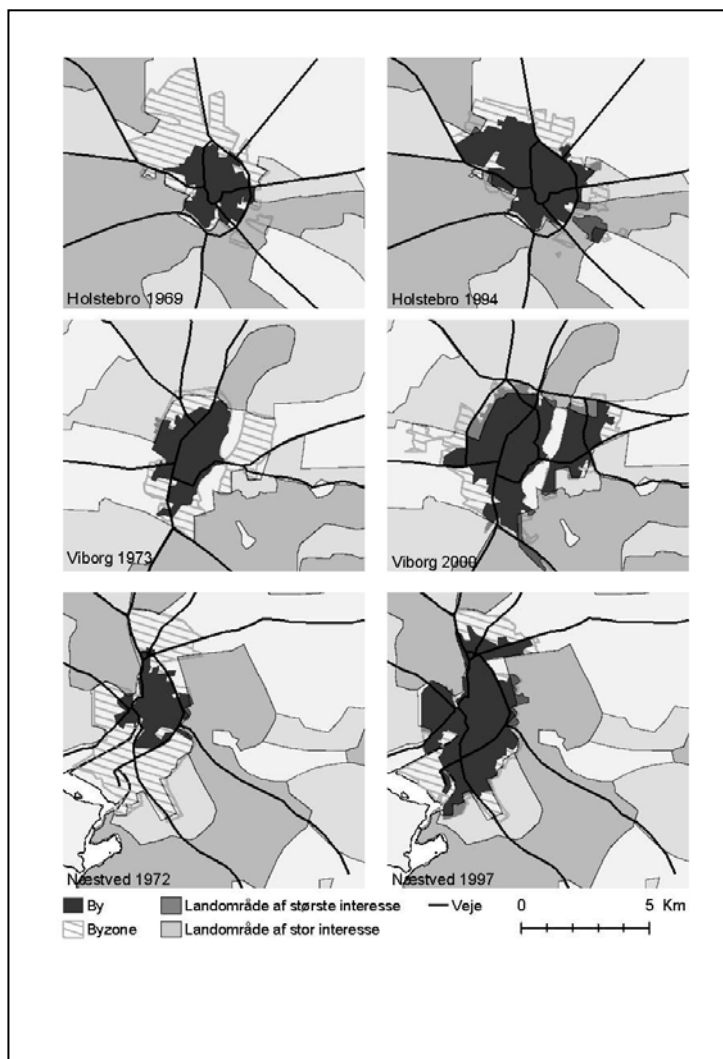 Holstebro 1969
Holstebro 1994
Viborg 1973
Viborg 2000
Næstved 1972
Næstved 1997
By
Landområde af største interesse
Veje
0 5 Km
Byzone
Landområde af stor interesse